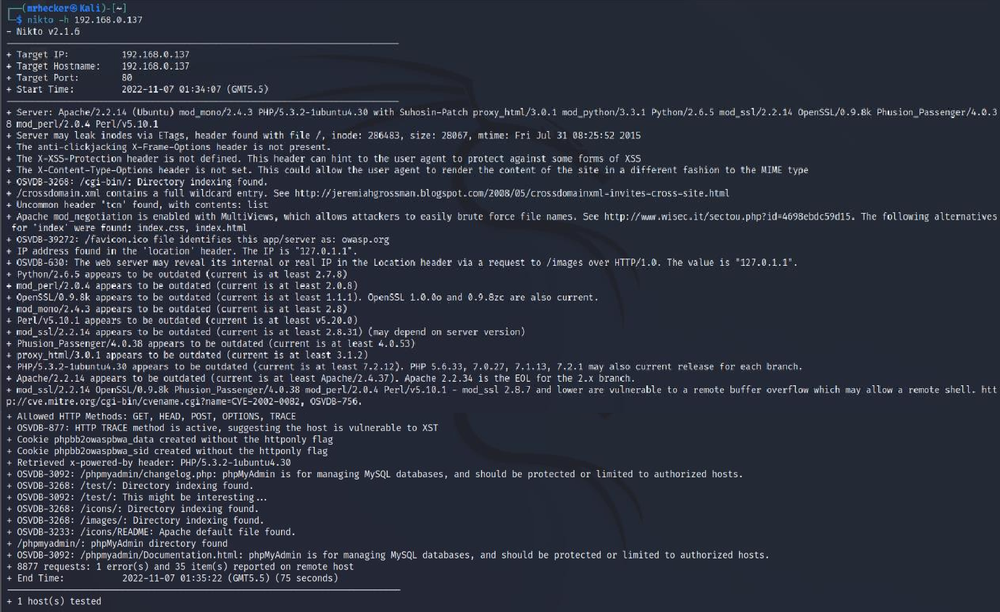 ┌──(mrhecker㉿Kali)-[~]
└─$ nikto -h 192.168.0.137
- Nikto v2.1.6
+ Target IP: 192.168.0.137
+ Target Hostname: 192.168.0.137
+ Target Port: 80
+ Start Time: 2022-11-07 01:34:07 (GMT5.5)
+ Server: Apache/2.2.14 (Ubuntu) mod_mono/2.4.3 PHP/5.3.2-1ubuntu4.30 with Suhosin-Patch proxy_html/3.0.1 mod_python/3.3.1 Python/2.6.5 mod_ssl/2.2.14 OpenSSL/0.9.8k Phusion_Passenger/4.0.3
8 mod_perl/2.0.4 Perl/v5.10.1
+ Server may leak inodes via ETags, header found with file /, inode: 286483, size: 28067, mtime: Fri Jul 31 08:25:52 2015
+ The anti-clickjacking X-Frame-Options header is not present.
+ The X-XSS-Protection header is not defined. This header can hint to the user agent to protect against some forms of XSS
+ The X-Content-Type-Options header is not set. This could allow the user agent to render the content of the site in a different fashion to the MIME type
+ OSVDB-3268: /cgi-bin/: Directory indexing found.
+ /crossdomain.xml contains a full wildcard entry. See http://jeremiahgrossman.blogspot.com/2008/05/crossdomainxml-invites-cross-site.html
+ Uncommon header 'tcn' found, with contents: list
+ Apache mod_negotiation is enabled with MultiViews, which allows attackers to easily brute force file names. See http://www.wisec.it/sectou.php?id=4698ebdc59d15. The following alternatives
for 'index' were found: index.css, index.html
+ OSVDB-39272: /favicon.ico file identifies this app/server as: owasp.org
+ IP address found in the 'location' header. The IP is "127.0.1.1".
+ OSVDB-630: The web server may reveal its internal or real IP in the Location header via a request to /images over HTTP/1.0. The value is "127.0.1.1".
+ Python/2.6.5 appears to be outdated (current is at least 2.7.8)
+ mod_perl/2.0.4 appears to be outdated (current is at least 2.0.8)
+ OpenSSL/0.9.8k appears to be outdated (current is at least 1.1.1). OpenSSL 1.0.0o and 0.9.8zc are also current.
+ mod_mono/2.4.3 appears to be outdated (current is at least 2.8)
+ Perl/v5.10.1 appears to be outdated (current is at least v5.20.0)
+ mod_ssl/2.2.14 appears to be outdated (current is at least 2.8.31) (may depend on server version)
+ Phusion_Passenger/4.0.38 appears to be outdated (current is at least 4.0.53)
+ proxy_html/3.0.1 appears to be outdated (current is at least 3.1.2)
+ PHP/5.3.2-1ubuntu4.30 appears to be outdated (current is at least 7.2.12). PHP 5.6.33, 7.0.27, 7.1.13, 7.2.1 may also current release for each branch.
+ Apache/2.2.14 appears to be outdated (current is at least Apache/2.4.37). Apache 2.2.34 is the EOL for the 2.x branch.
+ mod_ssl/2.2.14 OpenSSL/0.9.8k Phusion_Passenger/4.0.38 mod_perl/2.0.4 Perl/v5.10.1 - mod_ssl 2.8.7 and lower are vulnerable to a remote buffer overflow which may allow a remote shell. htt
p://cve.mitre.org/cgi-bin/cvename.cgi?name=CVE-2002-0082, OSVDB-756.
+ Allowed HTTP Methods: GET, HEAD, POST, OPTIONS, TRACE
+ OSVDB-877: HTTP TRACE method is active, suggesting the host is vulnerable to XST
+ Cookie phpbb2owaspbwa_data created without the httponly flag
+ Cookie phpbb2owaspbwa_sid created without the httponly flag
+ Retrieved x-powered-by header: PHP/5.3.2-1ubuntu4.30
+ OSVDB-3092: /phpmyadmin/changelog.php: phpMyAdmin is for managing MySQL databases, and should be protected or limited to authorized hosts.
+ OSVDB-3268: /test/: Directory indexing found.
+ OSVDB-3092: /test/: This might be interesting...
+ OSVDB-3268: /icons/: Directory indexing found.
+ OSVDB-3268: /images/: Directory indexing found.
+ OSVDB-3233: /icons/README: Apache default file found.
+ /phpmyadmin/: phpMyAdmin directory found
+ OSVDB-3092: /phpmyadmin/Documentation.html: phpMyAdmin is for managing MySQL databases, and should be protected or limited to authorized hosts.
+ 8877 requests: 1 error(s) and 35 item(s) reported on remote host
+ End Time: 2022-11-07 01:35:22 (GMT5.5) (75 seconds)
+ 1 host(s) tested